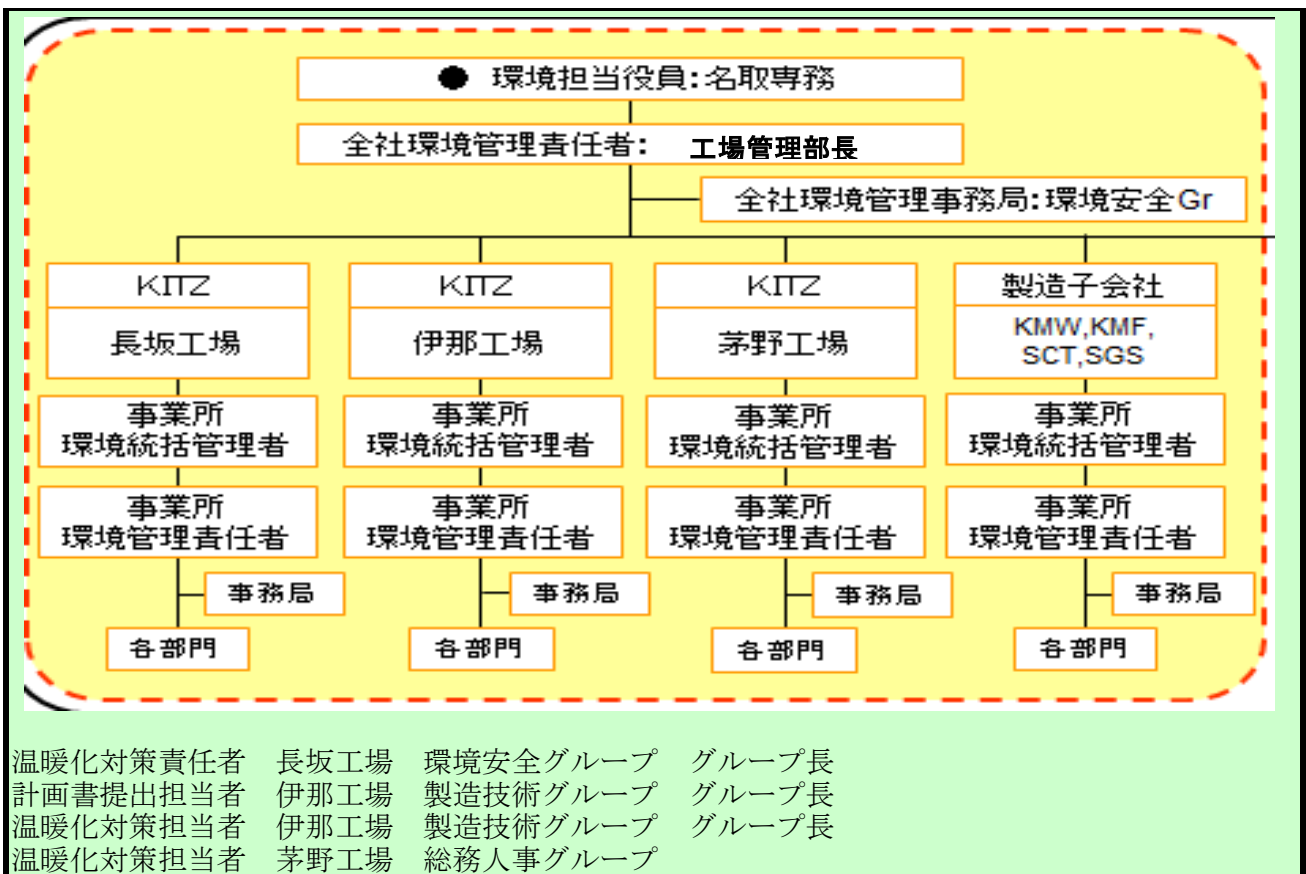 ● 環境担当役員:名取専務
全社環境管理責任者: 工場管理部長
全社環境管理事務局:環境安全Gr
KITZ
長坂工場
事業所
環境統括管理者
事業所
環境管理責任者
事務局
各部門
KITZ
伊那工場
事業所
環境統括管理者
事業所
環境管理責任者
事務局
各部門
KITZ
茅野工場
事業所
環境統括管理者
事業所
環境管理責任者
事務局
各部門
製造子会社
KMW,KMF,
SCT,SGS
事業所
環境統括管理者
事業所
環境管理責任者
事務局
各部門
温暖化対策責任者 長坂工場 環境安全グループ グループ長
計画書提出担当者 伊那工場 製造技術グループ グループ長
温暖化対策担当者 伊那工場 製造技術グループ グループ長
温暖化対策担当者 茅野工場 総務人事グループ